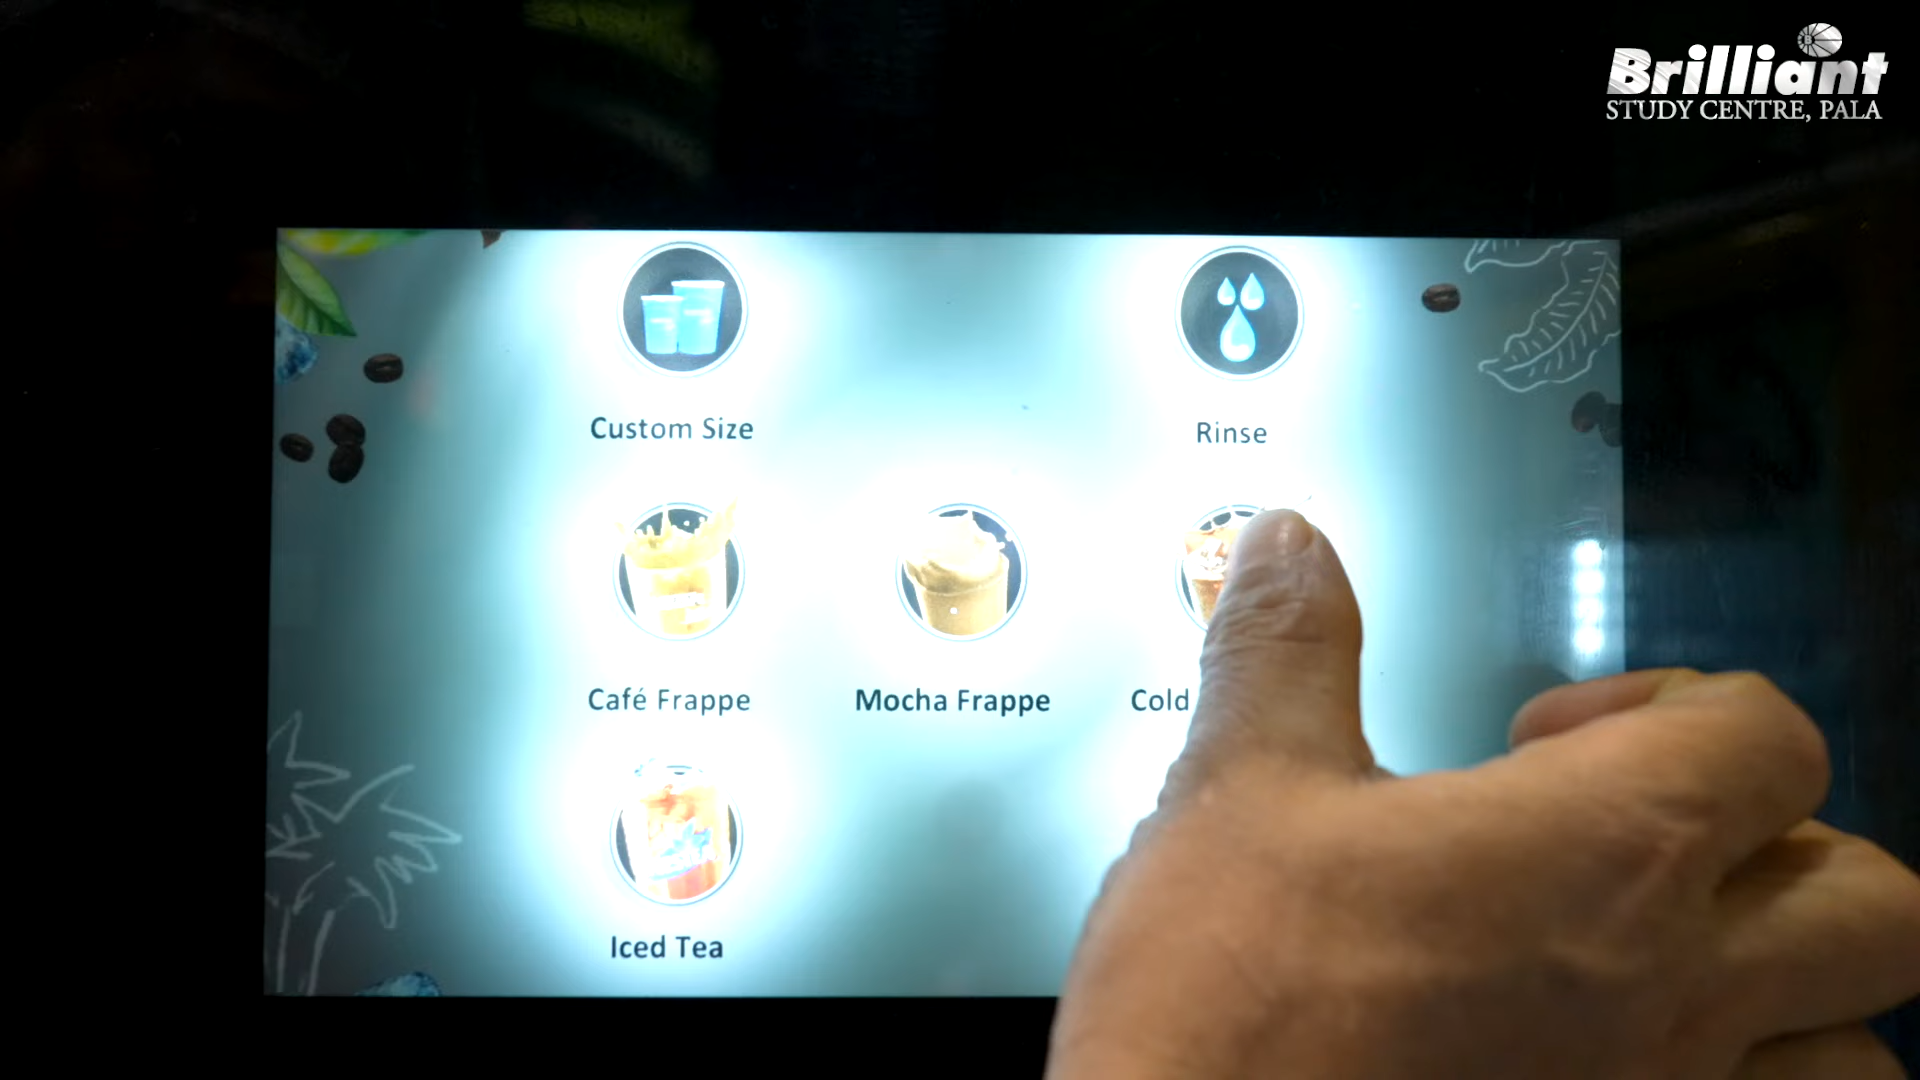 Brilliant
STUDY CENTRE, PALA
Custom Size
Rinse
Café Frappe
Mocha Frappe
Cold
Iced Tea